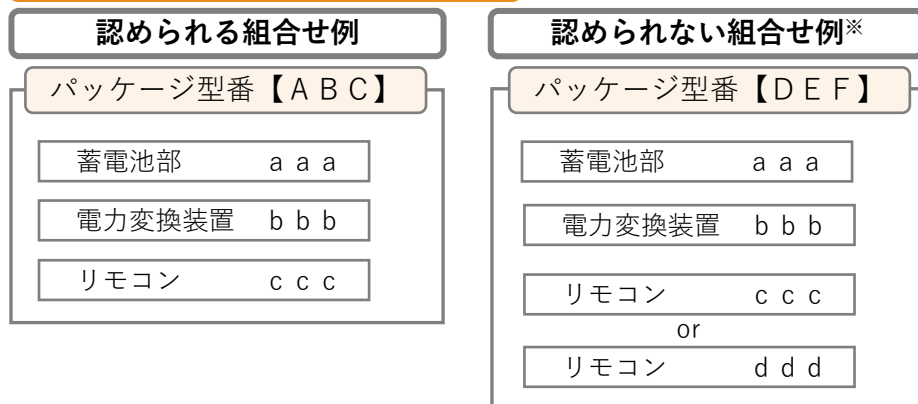 認められる組合せ例
パッケージ型番【ＡＢＣ】
蓄電池部 ａａａ
電力変換装置 ｂｂｂ
リモコン ｃｃｃ
認められない組合せ例※
パッケージ型番【ＤＥＦ】
蓄電池部 ａａａ
電力変換装置 ｂｂｂ
リモコン ｃｃｃ
or
リモコン ｄｄｄ